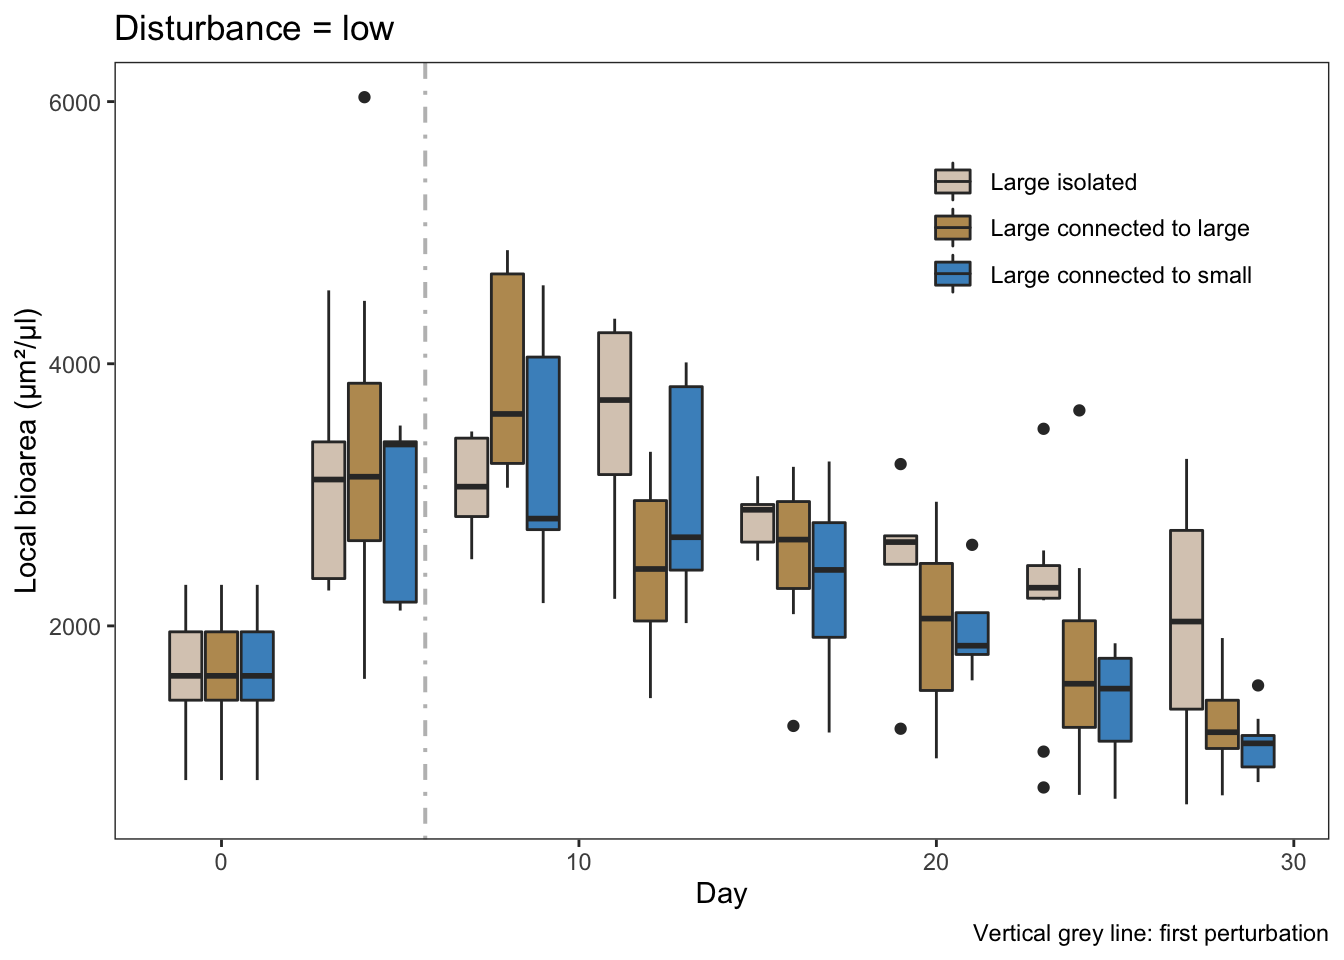 Disturbance = low
6000
4000
2000
Local bioarea (µm²/µl)
Large isolated
Large connected to large
Large connected to small
0
10
20
30
Day
Vertical grey line: first perturbation